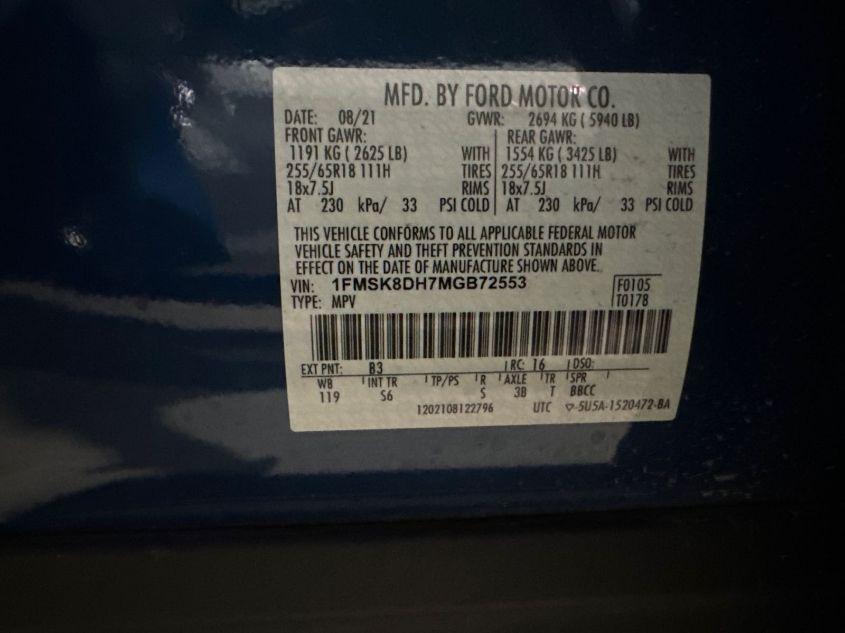 MFD. BY FORD MOTOR CO.
DATE: 08/21 GVWR: 2694 KG ( 5940 LB)
FRONT GAWR: REAR GAWR:
1191 KG ( 2625 LB) WITH 1554 KG ( 3425 LB) WITH
255/65R18 111H TIRES 255/65R18 111H TIRES
18x7.5J RIMS 18x7.5J RIMS
AT 230 kPa/ 33 PSI COLD AT 230 kPa/ 33 PSI COLD
THIS VEHICLE CONFORMS TO ALL APPLICABLE FEDERAL MOTOR
VEHICLE SAFETY AND THEFT PREVENTION STANDARDS IN
EFFECT ON THE DATE OF MANUFACTURE SHOWN ABOVE.
VIN: 1FMSK8DH7MGB72553 F0105
TYPE: MPV T0178
EXT PNT: B3 RC: 16 DSO:
WB INT TR TP/PS R AXLE TR SPR
119 S6 S 3B T BBCC
1202108122796 UTC ▽-5U5A-1520472-BA